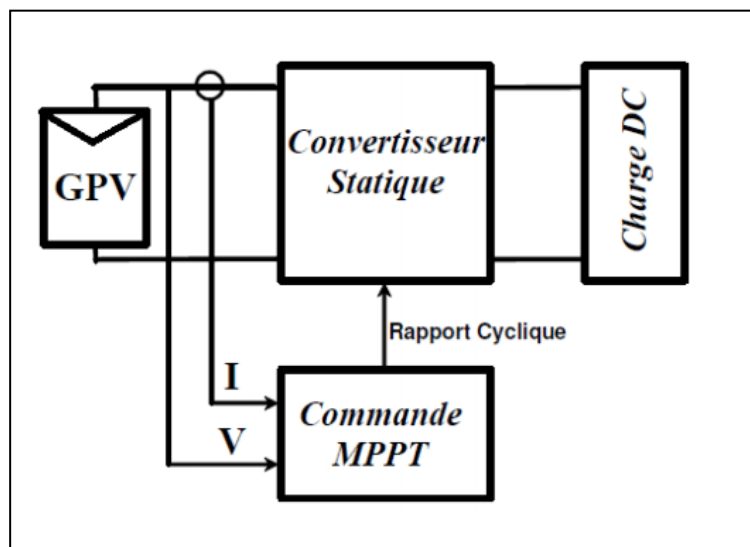 GPV
Convertisseur
Statique
Charge DC
Rapport Cyclique
I
V
Commande
MPPT